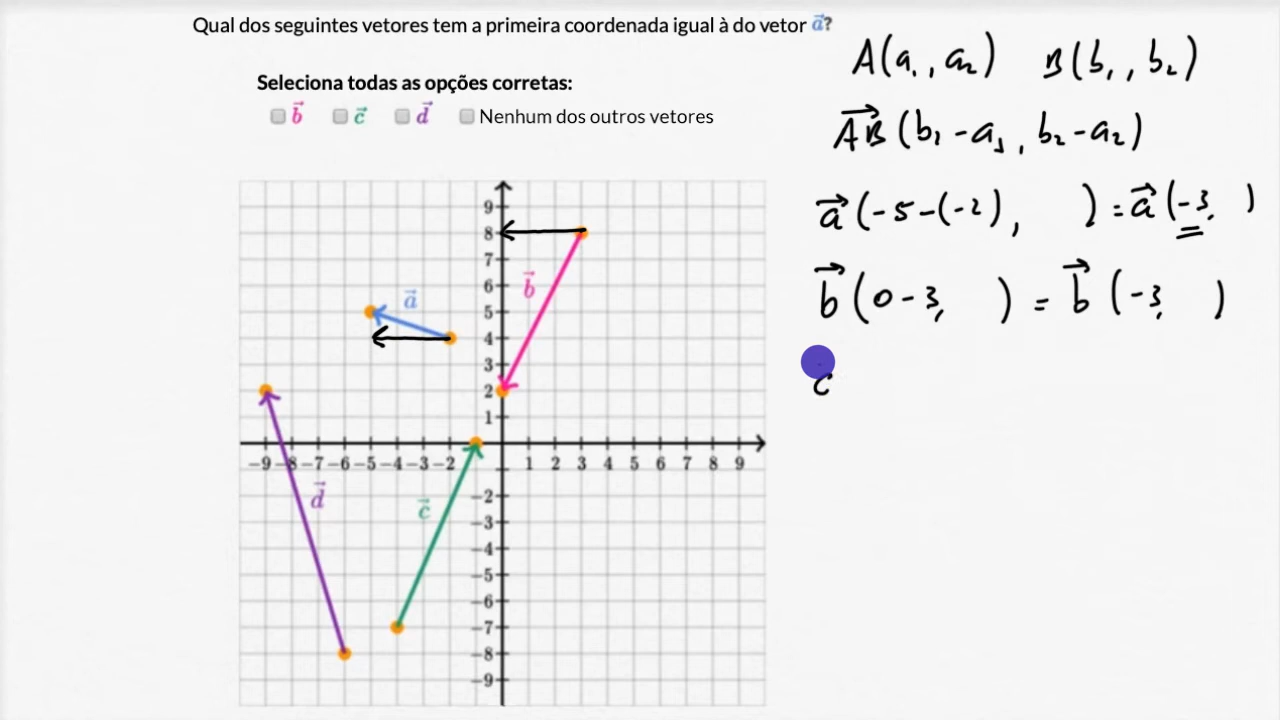 Qual dos seguintes vetores tem a primeira coordenada igual à do vetor a⃗?
Seleciona todas as opções corretas:
b⃗ c⃗ d⃗ Nenhum dos outros vetores
A(a₁, a₂) B(b₁, b₂)
A⃗B⃗(b₁-a₁, b₂-a₂)
a⃗(-5-(-2), ) = a⃗(-3, )
b⃗(0-3, ) = b⃗(-3, )
c
9
8
7
6
5
4
3
2
1
-9 -8 -7 -6 -5 -4 -3 -2 1 2 3 4 5 6 7 8 9
-2
-3
-4
-5
-6
-7
-8
-9
a⃗
b⃗
c⃗
d⃗